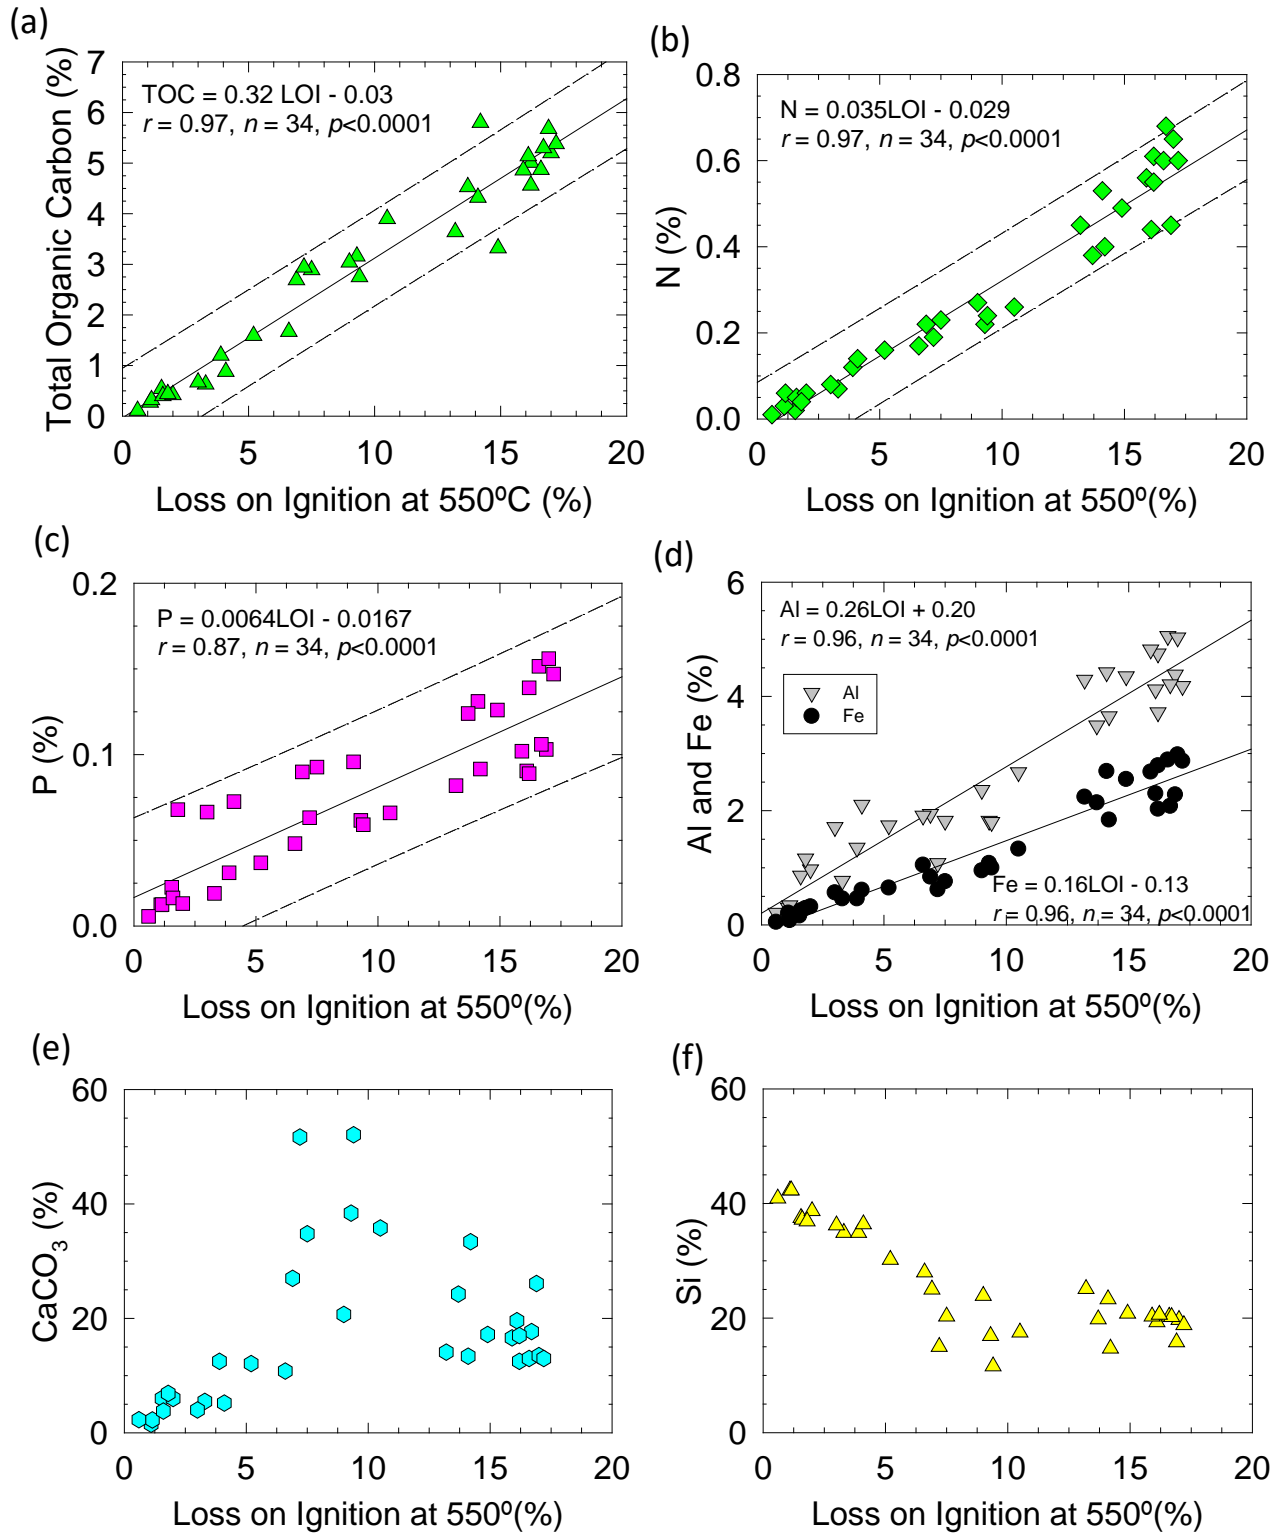 (a)
Total Organic Carbon (%)
7
6
5
4
3
2
1
0
TOC = 0.32 LOI - 0.03
r = 0.97, n = 34, p<0.0001
0 5 10 15 20
Loss on Ignition at 550ºC (%)
(b)
N (%)
0.8
0.6
0.4
0.2
0.0
N = 0.035LOI - 0.029
r = 0.97, n = 34, p<0.0001
0 5 10 15 20
Loss on Ignition at 550º(%)
(c)
P (%)
0.2
0.1
0.0
P = 0.0064LOI - 0.0167
r = 0.87, n = 34, p<0.0001
0 5 10 15 20
Loss on Ignition at 550º(%)
(d)
Al and Fe (%)
6
4
2
0
Al = 0.26LOI + 0.20
r = 0.96, n = 34, p<0.0001
Al
Fe
Fe = 0.16LOI - 0.13
r = 0.96, n = 34, p<0.0001
0 5 10 15 20
Loss on Ignition at 550º(%)
(e)
CaCO₃ (%)
60
40
20
0
0 5 10 15 20
Loss on Ignition at 550º(%)
(f)
Si (%)
60
40
20
0
0 5 10 15 20
Loss on Ignition at 550º(%)